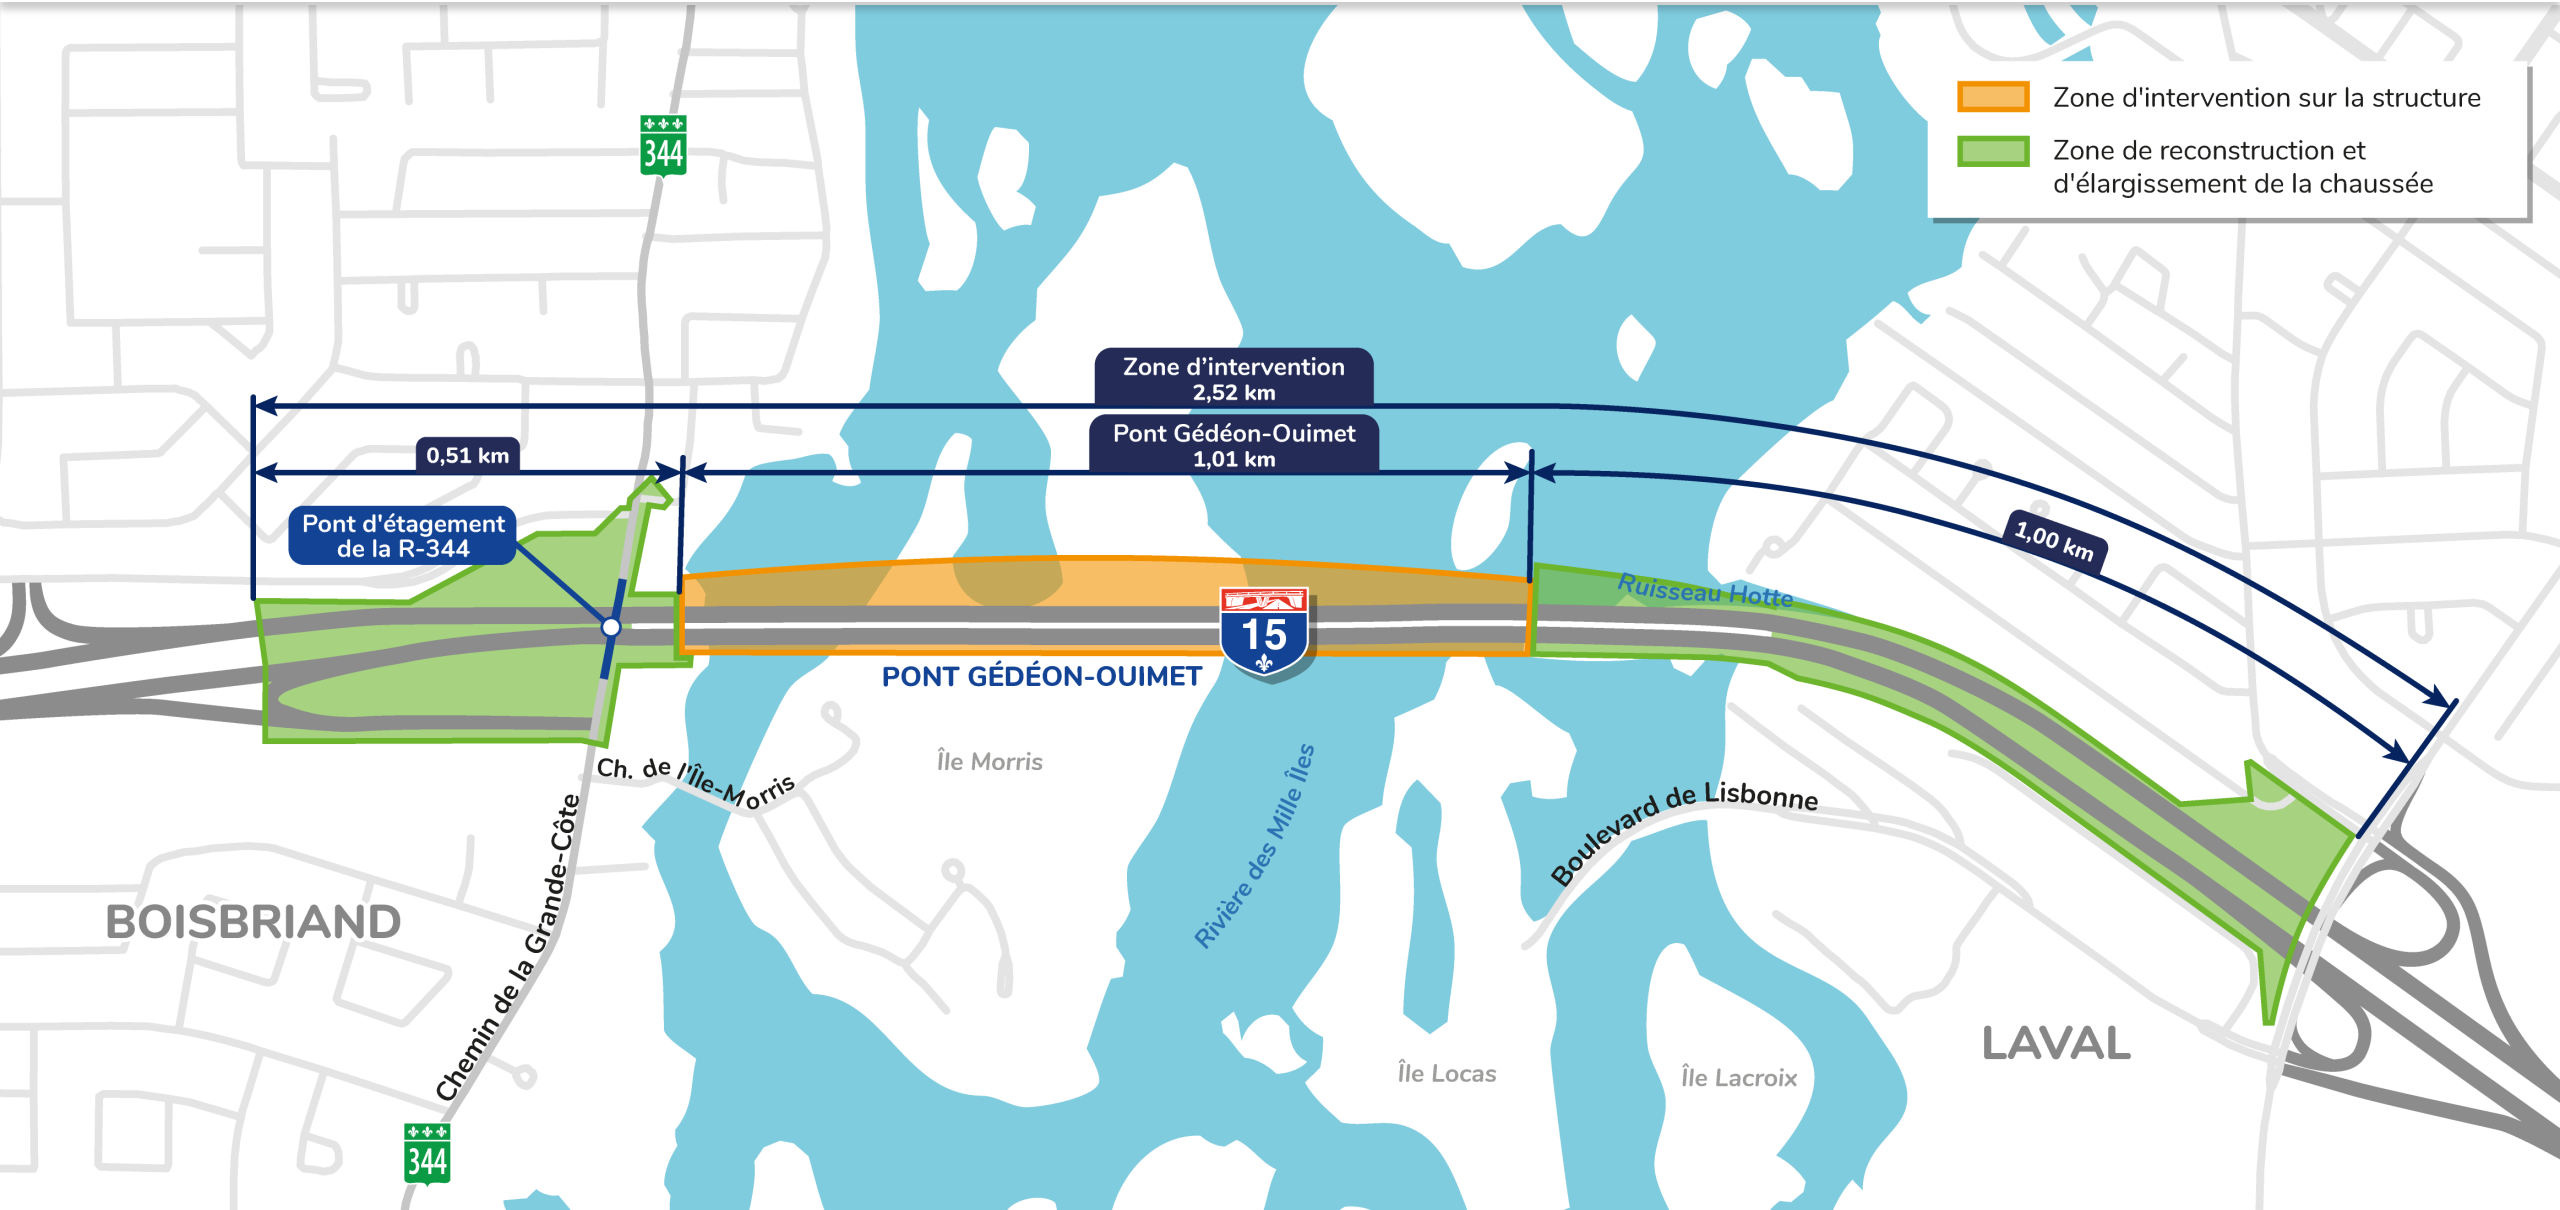 Zone d'intervention sur la structure
Zone de reconstruction et
d'élargissement de la chaussée
344
Zone d’intervention
2,52 km
Pont Gédéon-Ouimet
1,01 km
0,51 km
1,00 km
Pont d'étagement
de la R-344
Ruisseau Hotte
15
PONT GÉDÉON-OUIMET
Île Morris
Ch. de l'Île-Morris
Rivière des Mille Îles
Boulevard de Lisbonne
Chemin de la Grande-Côte
BOISBRIAND
LAVAL
Île Locas
Île Lacroix
344